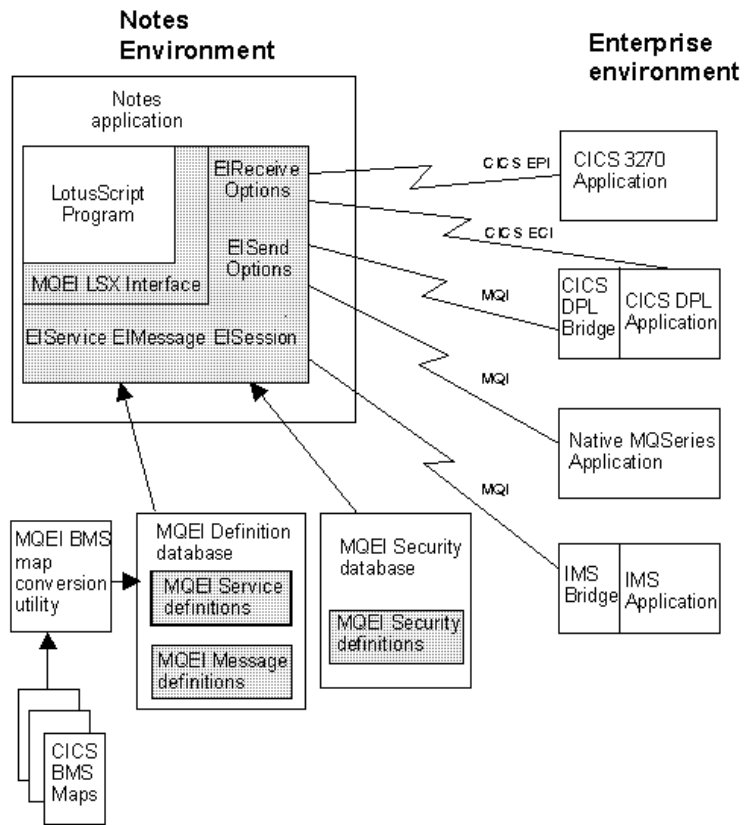 Notes
Environment
Enterprise
environment
Notes
application
LotusScript
Program
MQEI LSX Interface
EIReceive
Options
EISend
Options
EIService EIMessage EISession
CICS EPI
CICS ECI
MQI
MQI
MQI
CICS 3270
Application
CICS
DPL
Bridge
CICS DPL
Application
Native MQSeries
Application
IMS
Bridge
IMS
Application
MQEI BMS
map
conversion
utility
MQEI Definition
database
MQEI Service
definitions
MQEI Message
definitions
MQEI Security
database
MQEI Security
definitions
CICS
BMS
Maps